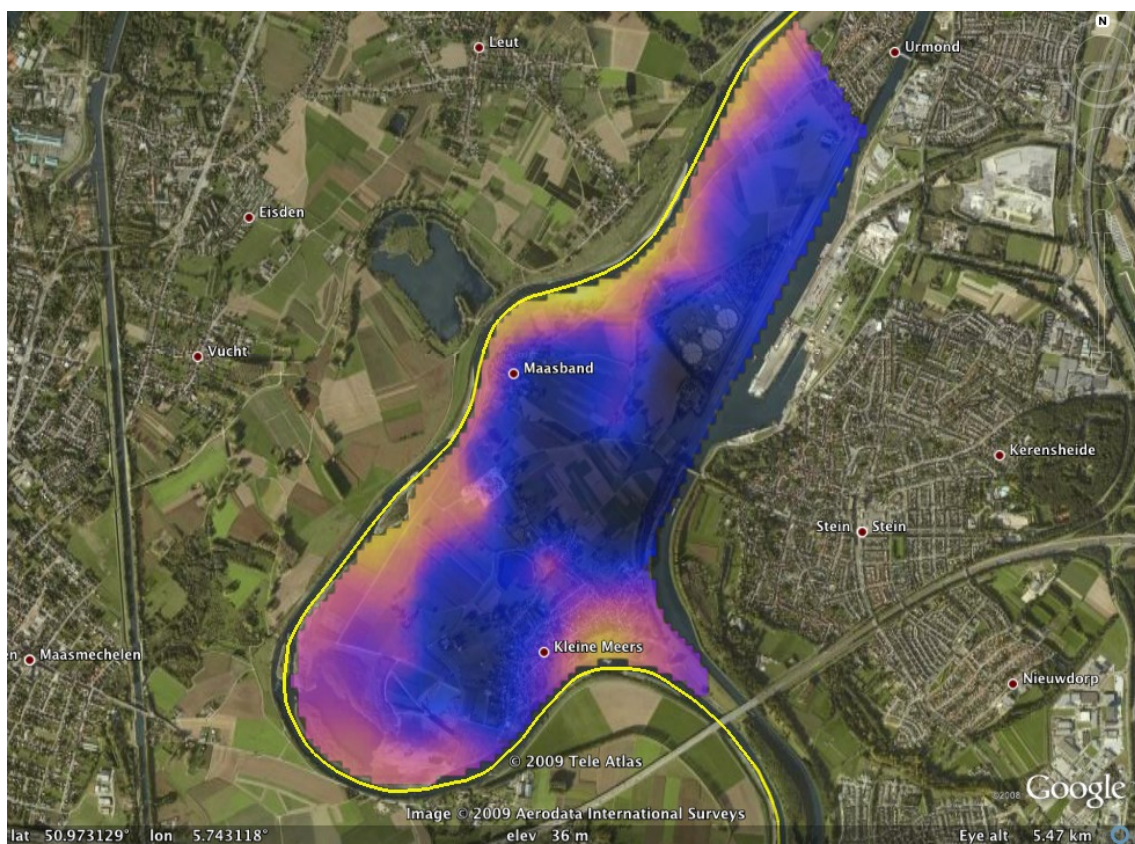 N
Leut
Urmond
Eisden
Vucht
Maasband
Kerensheide
Stein Stein
Kleine Meers
en
Maasmechelen
Nieuwdorp
© 2009 Tele Atlas
©2008 Google
Image © 2009 Aerodata International Surveys
lat 50.973129° lon 5.743118° elev 36 m Eye alt 5.47 km